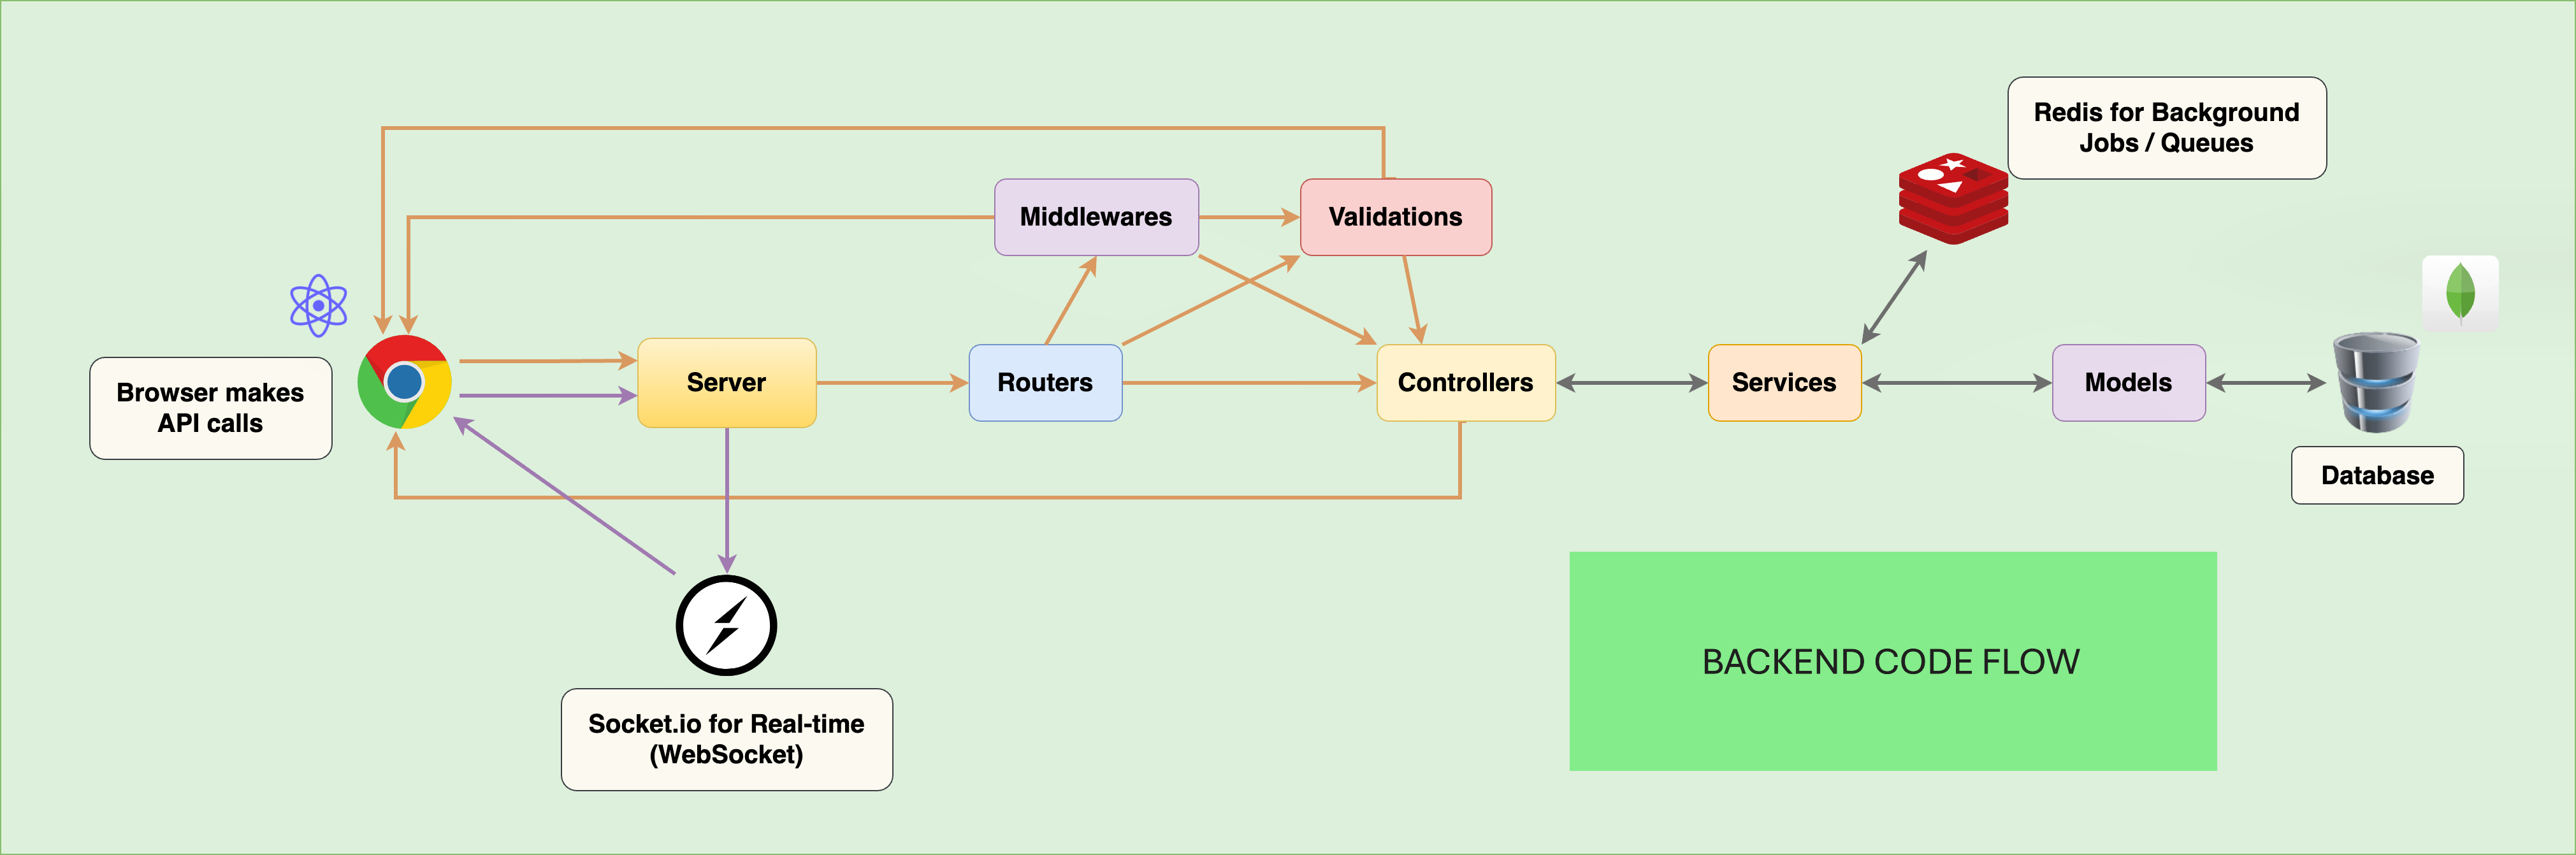 Redis for Background
Jobs / Queues
Middlewares
Validations
Browser makes
API calls
Server
Routers
Controllers
Services
Models
Database
Socket.io for Real-time
(WebSocket)
BACKEND CODE FLOW